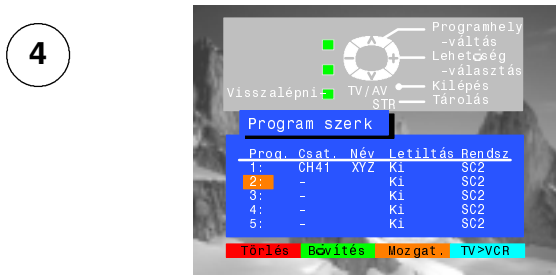 4
Programhely
-váltás
Lehetőség
-választás
Visszalépni- TV/AV Kilépés
STR Tárolás
Program szerk
Prog. Csat. Név Letiltás Rendsz
1: CH41 XYZ Ki SC2
2: - Ki SC2
3: - Ki SC2
4: - Ki SC2
5: - Ki SC2
Törlés Bővítés Mozgat. TV>VCR